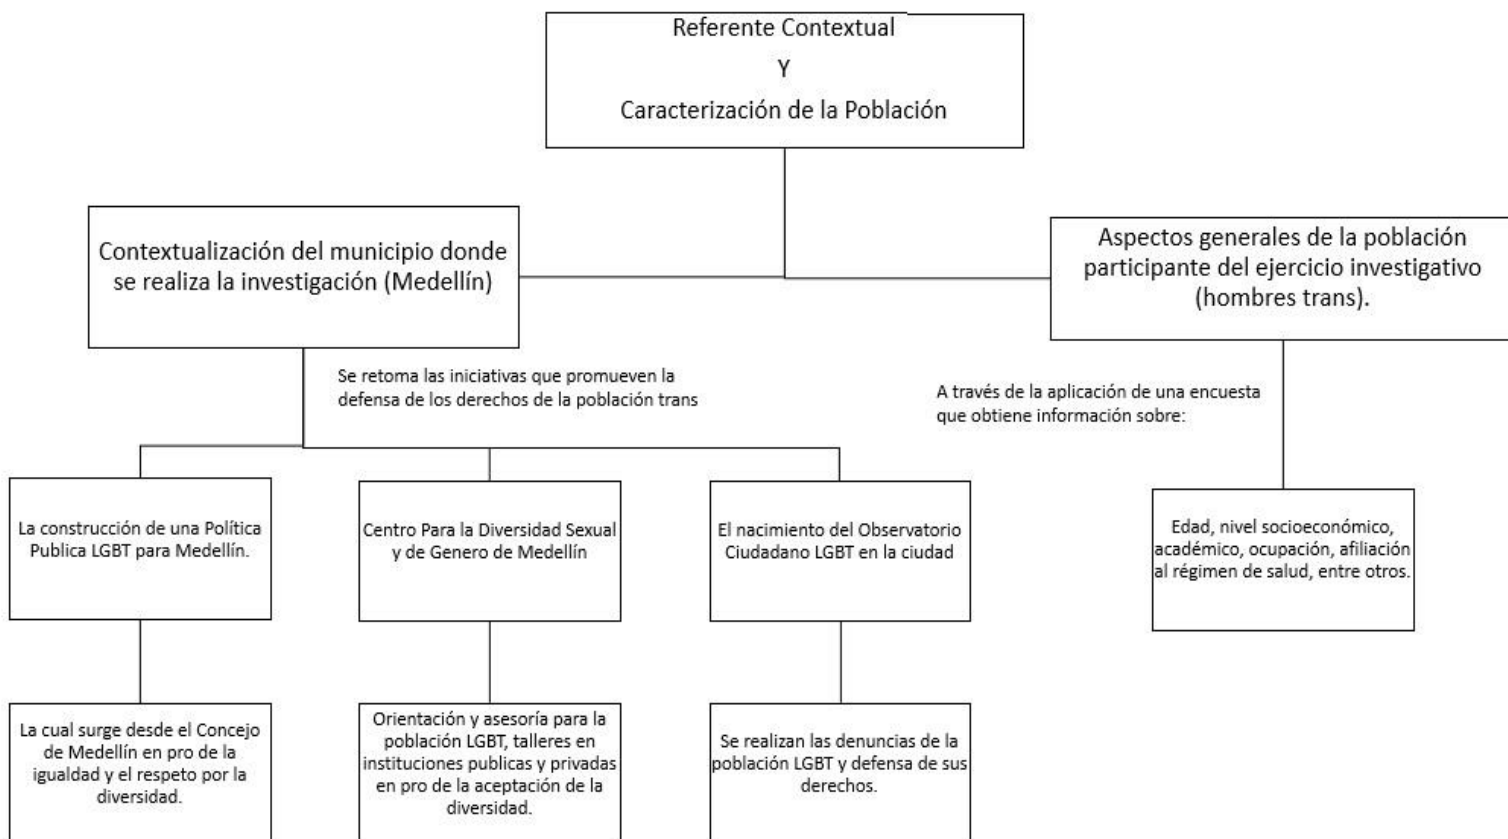 Referente Contextual
Y
Caracterización de la Población
Contextualización del municipio donde
se realiza la investigación (Medellín)
Aspectos generales de la población
participante del ejercicio investigativo
(hombres trans).
Se retoma las iniciativas que promueven la
defensa de los derechos de la población trans
A través de la aplicación de una encuesta
que obtiene información sobre:
La construcción de una Política
Publica LGBT para Medellín.
Centro Para la Diversidad Sexual
y de Genero de Medellín
El nacimiento del Observatorio
Ciudadano LGBT en la ciudad
Edad, nivel socioeconómico,
académico, ocupación, afiliación
al régimen de salud, entre otros.
La cual surge desde el Concejo
de Medellín en pro de la
igualdad y el respeto por la
diversidad.
Orientación y asesoría para la
población LGBT, talleres en
instituciones publicas y privadas
en pro de la aceptación de la
diversidad.
Se realizan las denuncias de la
población LGBT y defensa de sus
derechos.